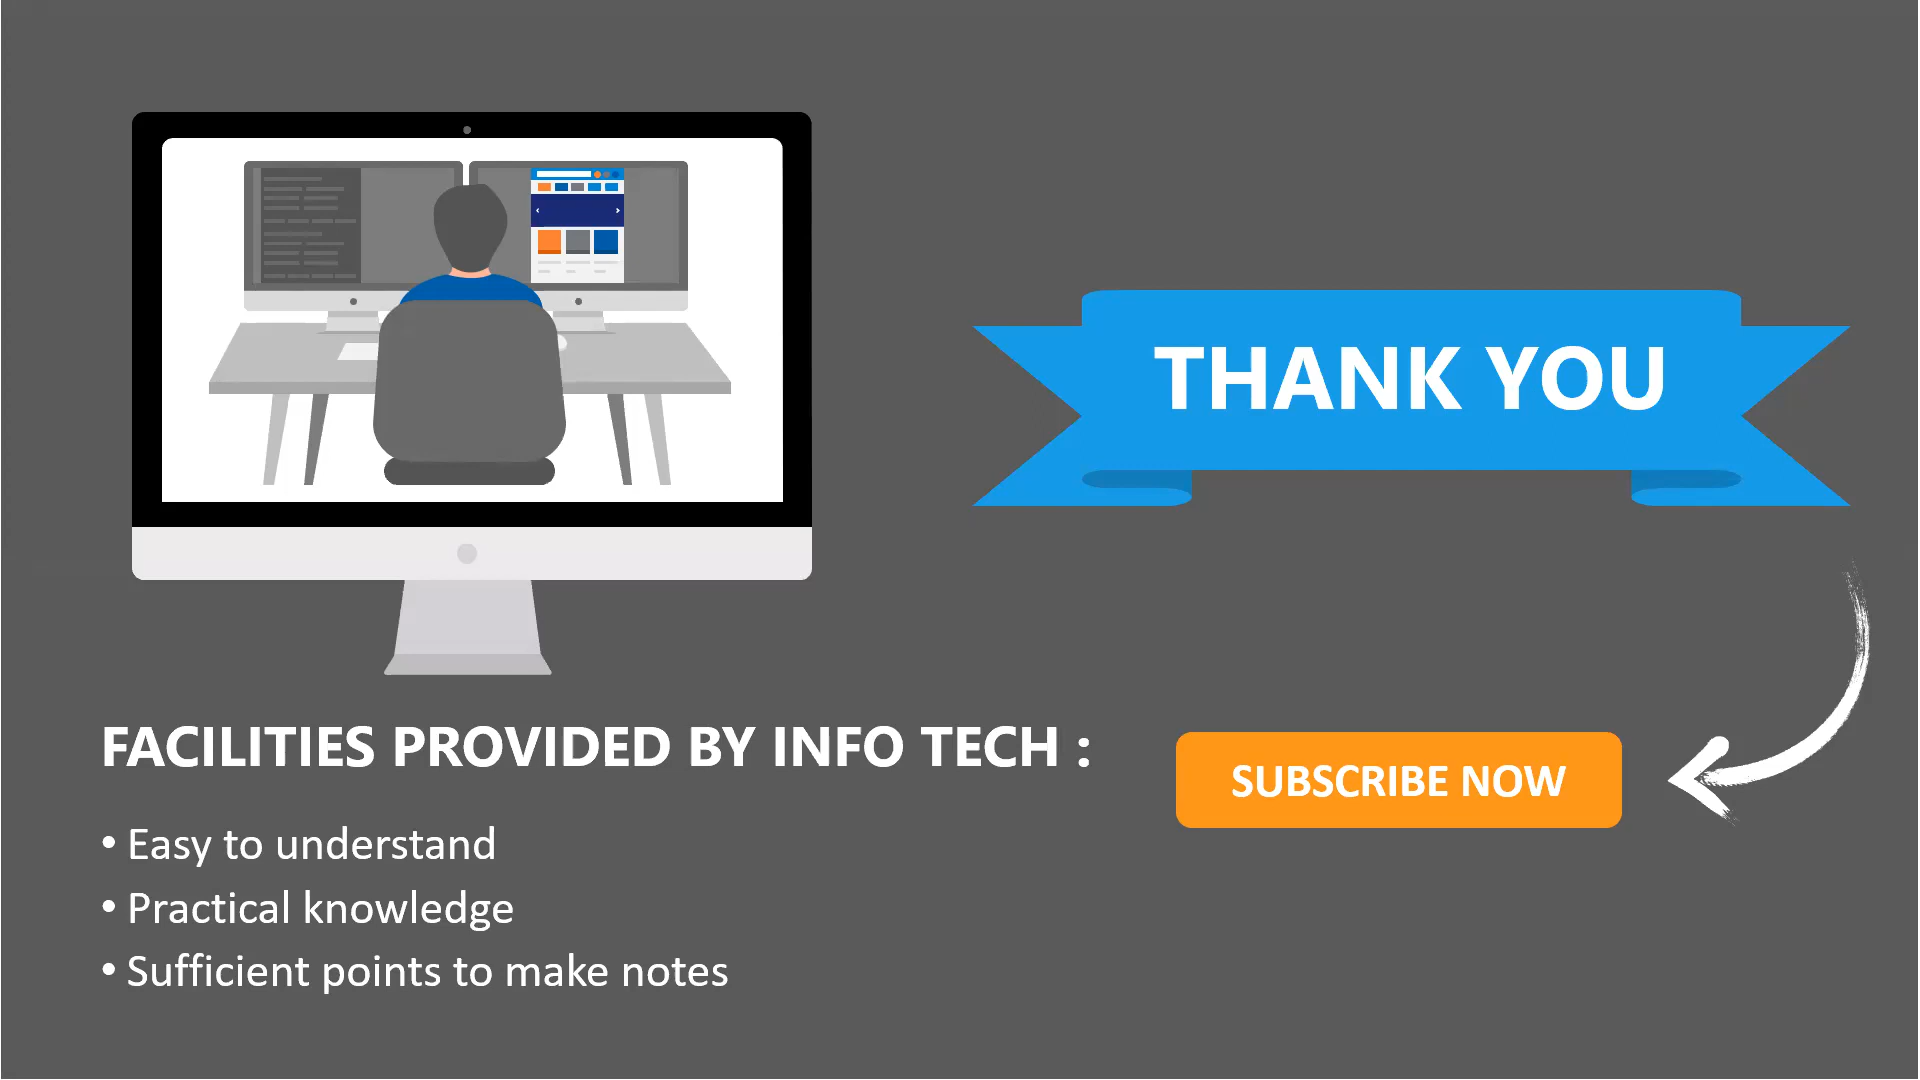 THANK YOU
FACILITIES PROVIDED BY INFO TECH :
SUBSCRIBE NOW
• Easy to understand
• Practical knowledge
• Sufficient points to make notes